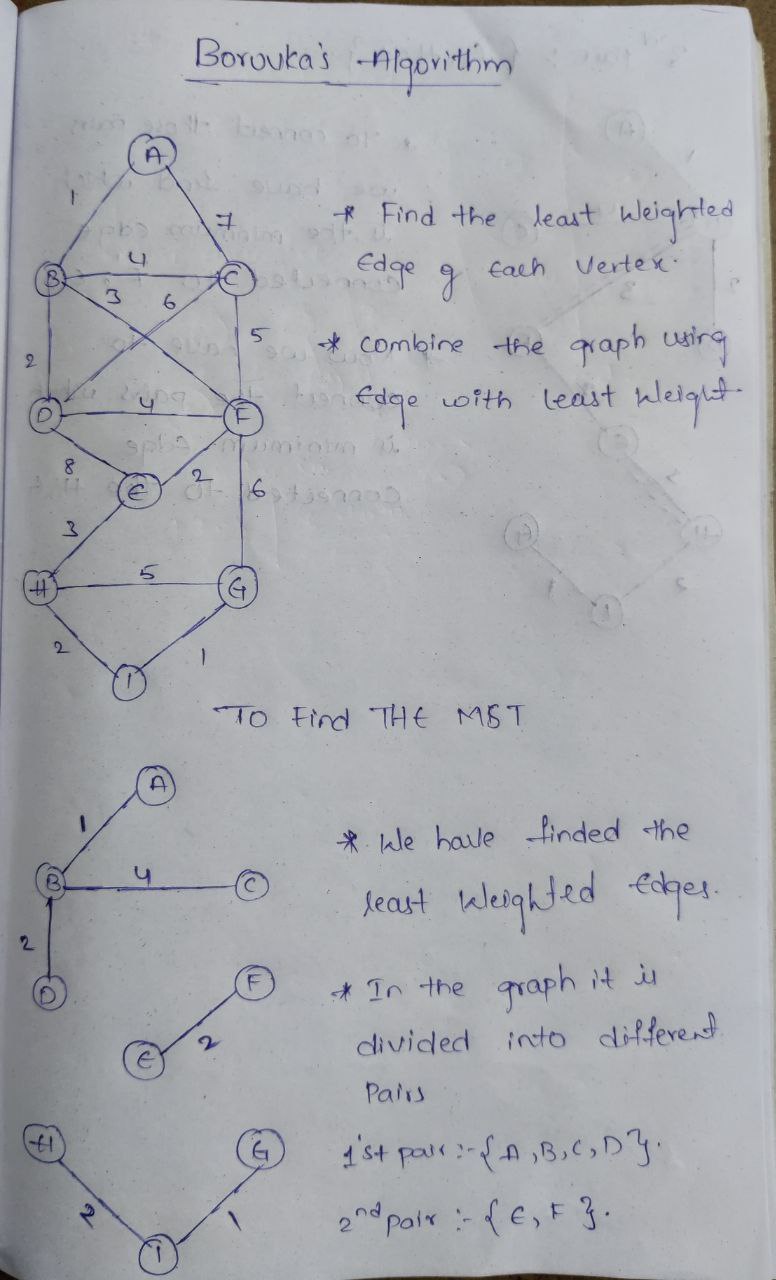 Borouka's Algorithm
A
1
7
* Find the least Weighted
Edge of Each Vertex.
B
4
C
3
6
2
5
* combine the graph using
Edge with least Weight.
D
4
F
8
E
2
6
3
H
5
G
2
1
I
TO Find THE MST
A
1
* We have finded the
least Weighted Edges.
B
4
C
2
D
F
* In the graph it is
divided into different
Pairs
E
2
H
G
1'st pair :- {A,B,C,D}.
2
1
2nd pair :- {E, F}.
I